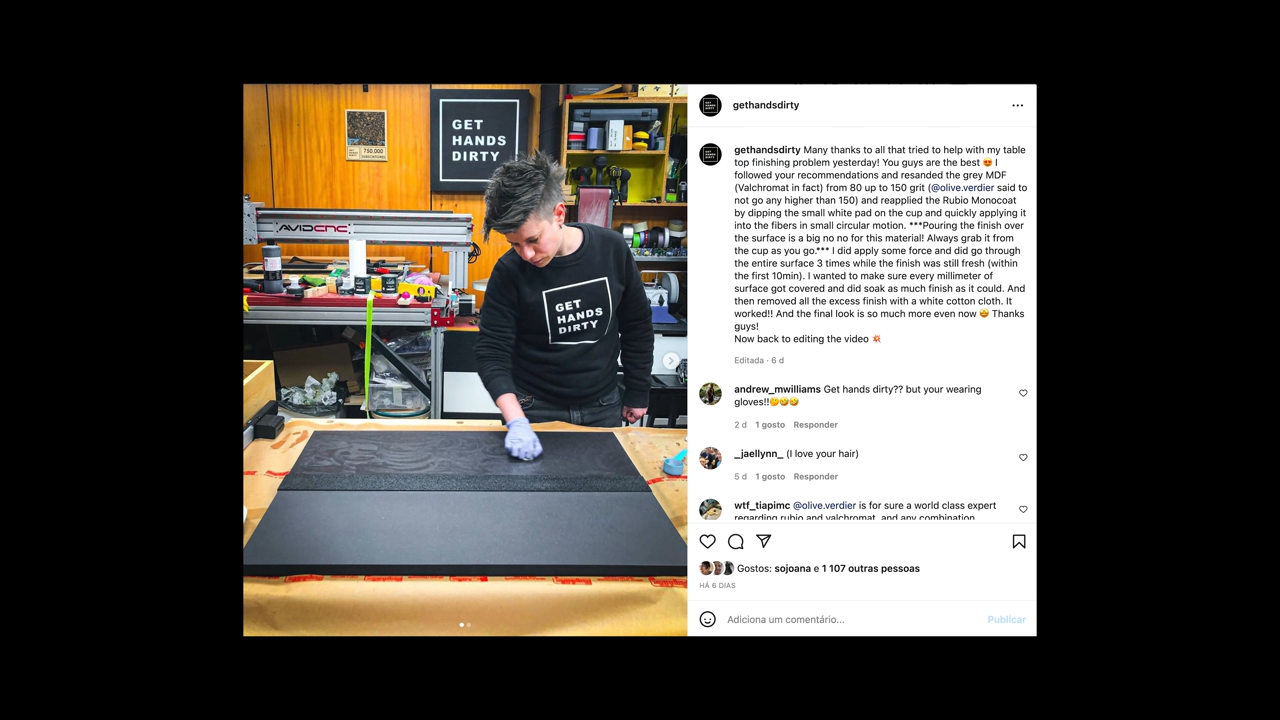 GET
HANDS
DIRTY
750.000
AVIDCNC
GET
HANDS
DIRTY
gethandsdirty
gethandsdirty Many thanks to all that tried to help with my table
top finishing problem yesterday! You guys are the best 😍 I
followed your recommendations and resanded the grey MDF
(Valchromat in fact) from 80 up to 150 grit (@olive.verdier said to
not go any higher than 150) and reapplied the Rubio Monocoat
by dipping the small white pad on the cup and quickly applying it
into the fibers in small circular motion. ***Pouring the finish over
the surface is a big no no for this material! Always grab it from
the cup as you go.*** I did apply some force and did go through
the entire surface 3 times while the finish was still fresh (within
the first 10min). I wanted to make sure every millimeter of
surface got covered and did soak as much finish as it could. And
then removed all the excess finish with a white cotton cloth. It
worked!! And the final look is so much more even now 🤩 Thanks
guys!
Now back to editing the video 💥
Editada · 6 d
andrew_mwilliams Get hands dirty?? but your wearing
gloves!!🤔🤣🤣
2 d 1 gosto Responder
_jaellynn_ (I love your hair)
5 d 1 gosto Responder
wtf_tiapimc @olive.verdier is for sure a world class expert
regarding rubio and valchromat, and any combination
Gostos: sojoana e 1 107 outras pessoas
HÁ 6 DIAS
Adiciona um comentário...
Publicar